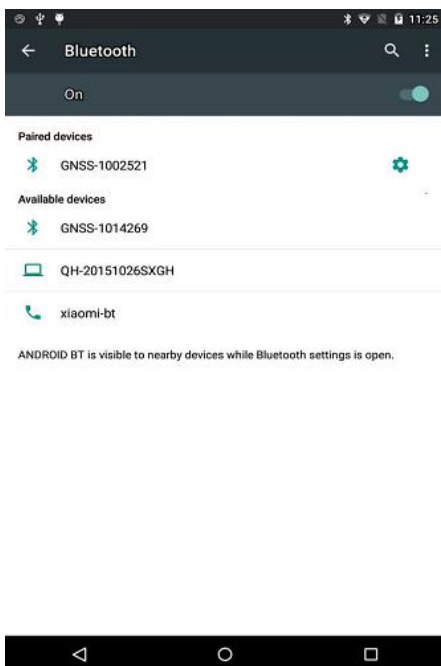 11:25
Bluetooth
On
Paired devices
GNSS-1002521
Available devices
GNSS-1014269
QH-20151026SXGH
xiaomi-bt
ANDROID BT is visible to nearby devices while Bluetooth settings is open.